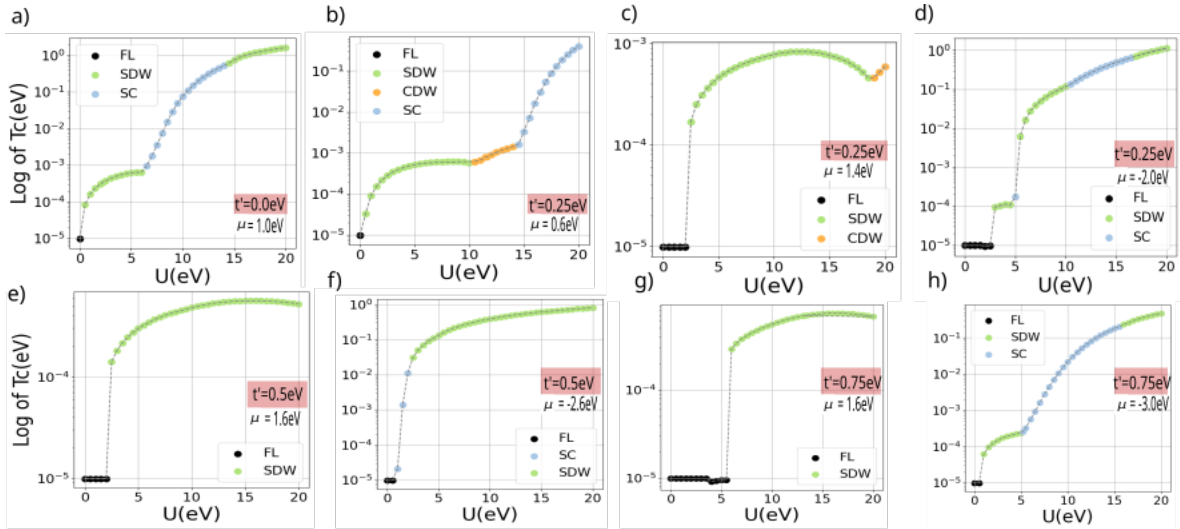 a)
Log of Tc(eV)
10⁰
10⁻¹
10⁻²
10⁻³
10⁻⁴
10⁻⁵
FL
SDW
SC
t'=0.0eV
μ = 1.0eV
0 5 10 15 20
U(eV)
b)
10⁻¹
10⁻²
10⁻³
10⁻⁴
10⁻⁵
FL
SDW
CDW
SC
t'=0.25eV
μ = 0.6eV
0 5 10 15 20
U(eV)
c)
10⁻³
10⁻⁴
10⁻⁵
t'=0.25eV
μ = 1.4eV
FL
SDW
CDW
0 5 10 15 20
U(eV)
d)
10⁰
10⁻¹
10⁻²
10⁻³
10⁻⁴
10⁻⁵
t'=0.25eV
μ = -2.0eV
FL
SDW
SC
0 5 10 15 20
U(eV)
e)
Log of Tc(eV)
10⁻⁴
10⁻⁵
t'=0.5eV
μ = 1.6eV
FL
SDW
0 5 10 15 20
U(eV)
f)
10⁰
10⁻¹
10⁻²
10⁻³
10⁻⁴
10⁻⁵
t'=0.5eV
μ = -2.6eV
FL
SC
SDW
0 5 10 15 20
U(eV)
g)
10⁻⁴
10⁻⁵
t'=0.75eV
μ = 1.6eV
FL
SDW
0 5 10 15 20
U(eV)
h)
10⁰
10⁻¹
10⁻²
10⁻³
10⁻⁴
10⁻⁵
FL
SDW
SC
t'=0.75eV
μ = -3.0eV
0 5 10 15 20
U(eV)